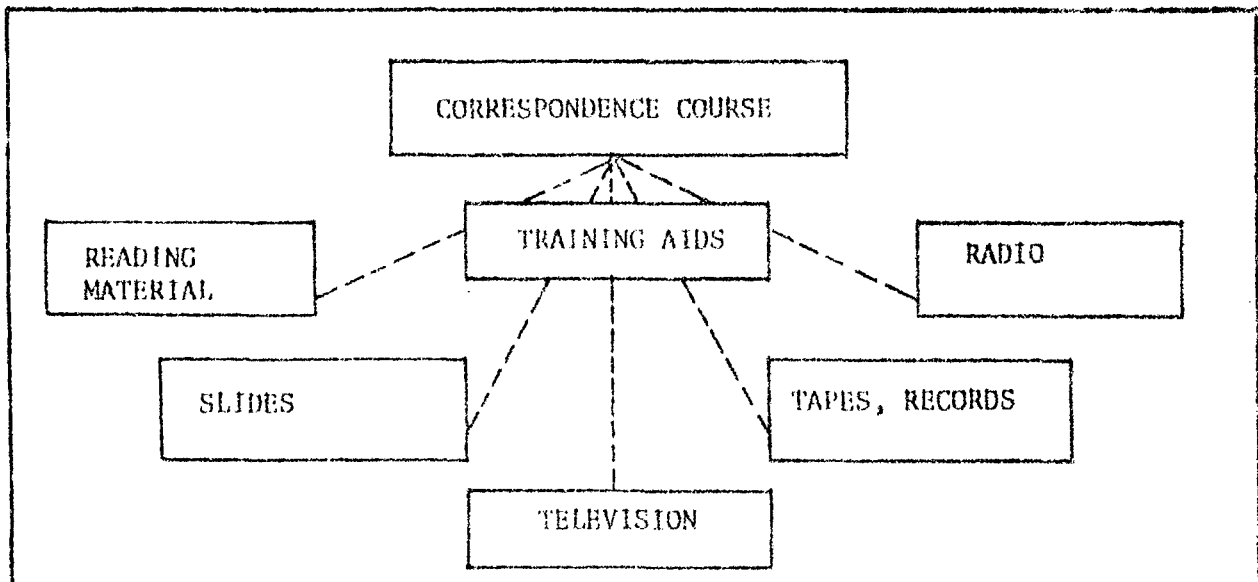 CORRESPONDENCE COURSE
TRAINING AIDS
READING
MATERIAL
RADIO
SLIDES
TAPES, RECORDS
TELEVISION